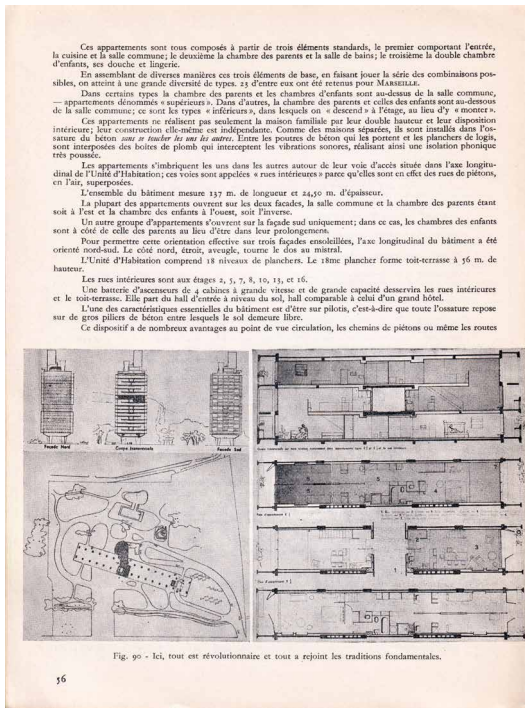 Ces appartements sont tous composés à partir de trois éléments standards, le premier comportant l'entrée,
la cuisine et la salle commune; le deuxième la chambre des parents et la salle de bains; le troisième la double chambre
d'enfants, ses douche et lingerie.
En assemblant de diverses manières ces trois éléments de base, en faisant jouer la série des combinaisons pos-
sibles, on atteint à une grande diversité de types. 23 d'entre eux ont été retenus pour MARSEILLE.
Dans certains types la chambre des parents et les chambres d'enfants sont au-dessus de la salle commune,
— appartements dénommés « supérieurs ». Dans d'autres, la chambre des parents et celles des enfants sont au-dessous
de la salle commune; ce sont les types « inférieurs », dans lesquels on « descend » à l'étage, au lieu d'y « monter ».
Ces appartements ne réalisent pas seulement la maison familiale par leur double hauteur et leur disposition
intérieure; leur construction elle-même est indépendante. Comme des maisons séparées, ils sont installés dans l'os-
sature du béton sans se toucher les uns les autres. Entre les poutres de béton qui les portent et les planchers de logis,
sont interposées des boites de plomb qui interceptent les vibrations sonores, réalisant ainsi une isolation phonique
très poussée.
Les appartements s'imbriquent les uns dans les autres autour de leur voie d'accès située dans l'axe longitu-
dinal de l'Unité d'Habitation; ces voies sont appelées « rues intérieures » parce qu'elles sont en effet des rues de piétons,
en l'air, superposées.
L'ensemble du bâtiment mesure 137 m. de longueur et 24,50 m. d'épaisseur.
La plupart des appartements ouvrent sur les deux facades, la salle commune et la chambre des parents étant
soit à l'est et la chambre des enfants à l'ouest, soit l'inverse.
Un autre groupe d'appartements s'ouvrent sur la façade sud uniquement; dans ce cas, les chambres des enfants
sont à côté de celle des parents au lieu d'être dans leur prolongement.
Pour permettre cette orientation effective sur trois façades ensoleillées, l'axe longitudinal du bâtiment a été
orienté nord-sud. Le côté nord, étroit, aveugle, tourne le dos au mistral.
L'Unité d'Habitation comprend 18 niveaux de planchers. Le 18me plancher forme toit-terrasse à 56 m. de
hauteur.
Les rues intérieures sont aux étages 2, 5, 7, 8, 10, 13, et 16.
Une batterie d'ascenseurs de 4 cabines à grande vitesse et de grande capacité desservira les rues intérieures
et le toit-terrasse. Elle part du hall d'entrée à niveau du sol, hall comparable à celui d'un grand hôtel.
L'une des caractéristiques essentielles du bâtiment est d'être sur pilotis, c'est-à-dire que toute l'ossature repose
sur de gros piliers de béton entre lesquels le sol demeure libre.
Ce dispositif a de nombreux avantages au point de vue circulation, les chemins de piétons ou même les routes
Façade Nord
Coupe transversale
Façade Sud
Fig. 90 - Ici, tout est révolutionnaire et tout a rejoint les traditions fondamentales.
56